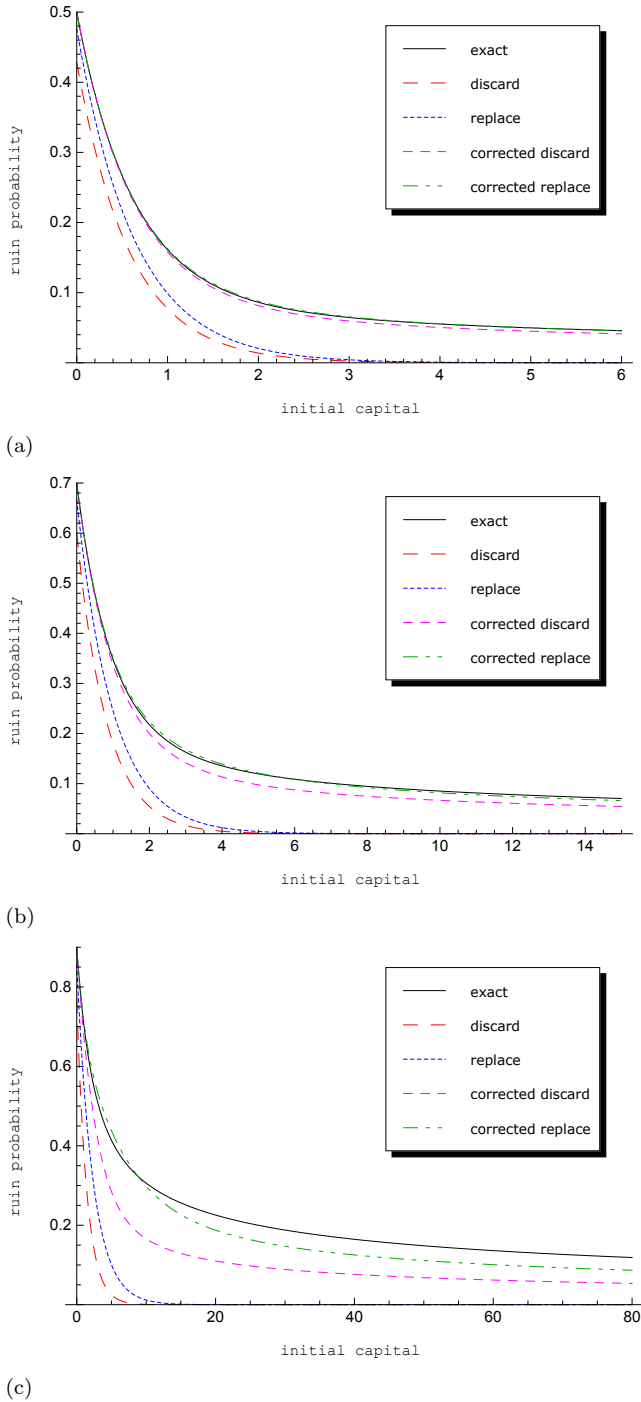 0.5
0.4
0.3
0.2
0.1
ruin probability
exact
discard
replace
corrected discard
corrected replace
0 1 2 3 4 5 6
initial capital
(a)
0.7
0.6
0.5
0.4
0.3
0.2
0.1
ruin probability
exact
discard
replace
corrected discard
corrected replace
0 2 4 6 8 10 12 14
initial capital
(b)
0.8
0.6
0.4
0.2
ruin probability
exact
discard
replace
corrected discard
corrected replace
0 20 40 60 80
initial capital
(c)